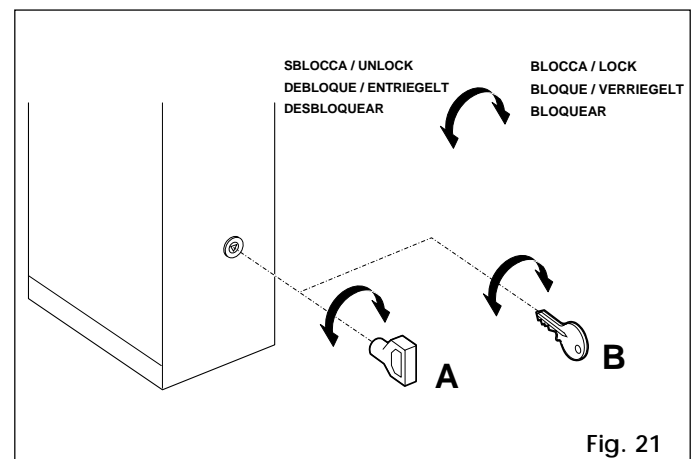 SBLOCCA / UNLOCK
DEBLOQUE / ENTRIEGELT
DESBLOQUEAR
BLOCCA / LOCK
BLOQUE / VERRIEGELT
BLOQUEAR
A
B
Fig. 21